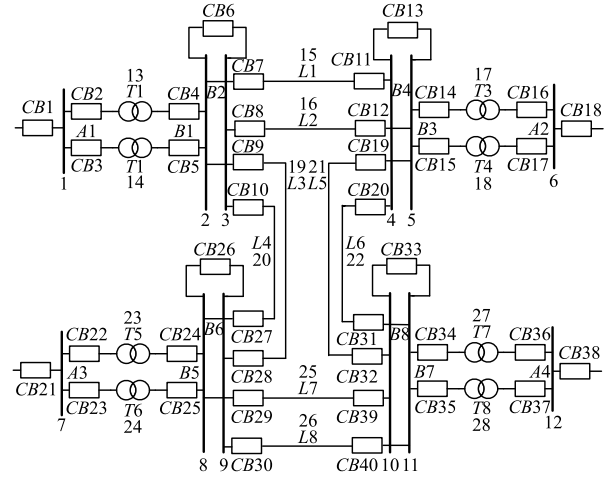 CB6
CB13
15
L1
13
T1
17
T3
CB1
CB2
CB4
B2
CB7
CB11
B4
CB14
CB16
CB18
16
L2
A1
B1
CB8
CB12
B3
A2
CB3
T1
14
CB5
CB9
CB19
CB15
T4
18
CB17
1
19
L3
21
L5
6
CB10
CB20
2
3
4
5
L4
20
L6
22
CB26
CB33
23
T5
27
T7
CB22
CB24
B6
CB27
CB31
B8
CB34
CB36
CB38
CB21
A3
B5
CB28
CB32
B7
A4
CB23
T6
24
CB25
25
L7
CB35
T8
28
CB37
7
CB29
CB39
12
26
L8
8
9
CB30
CB40
10
11